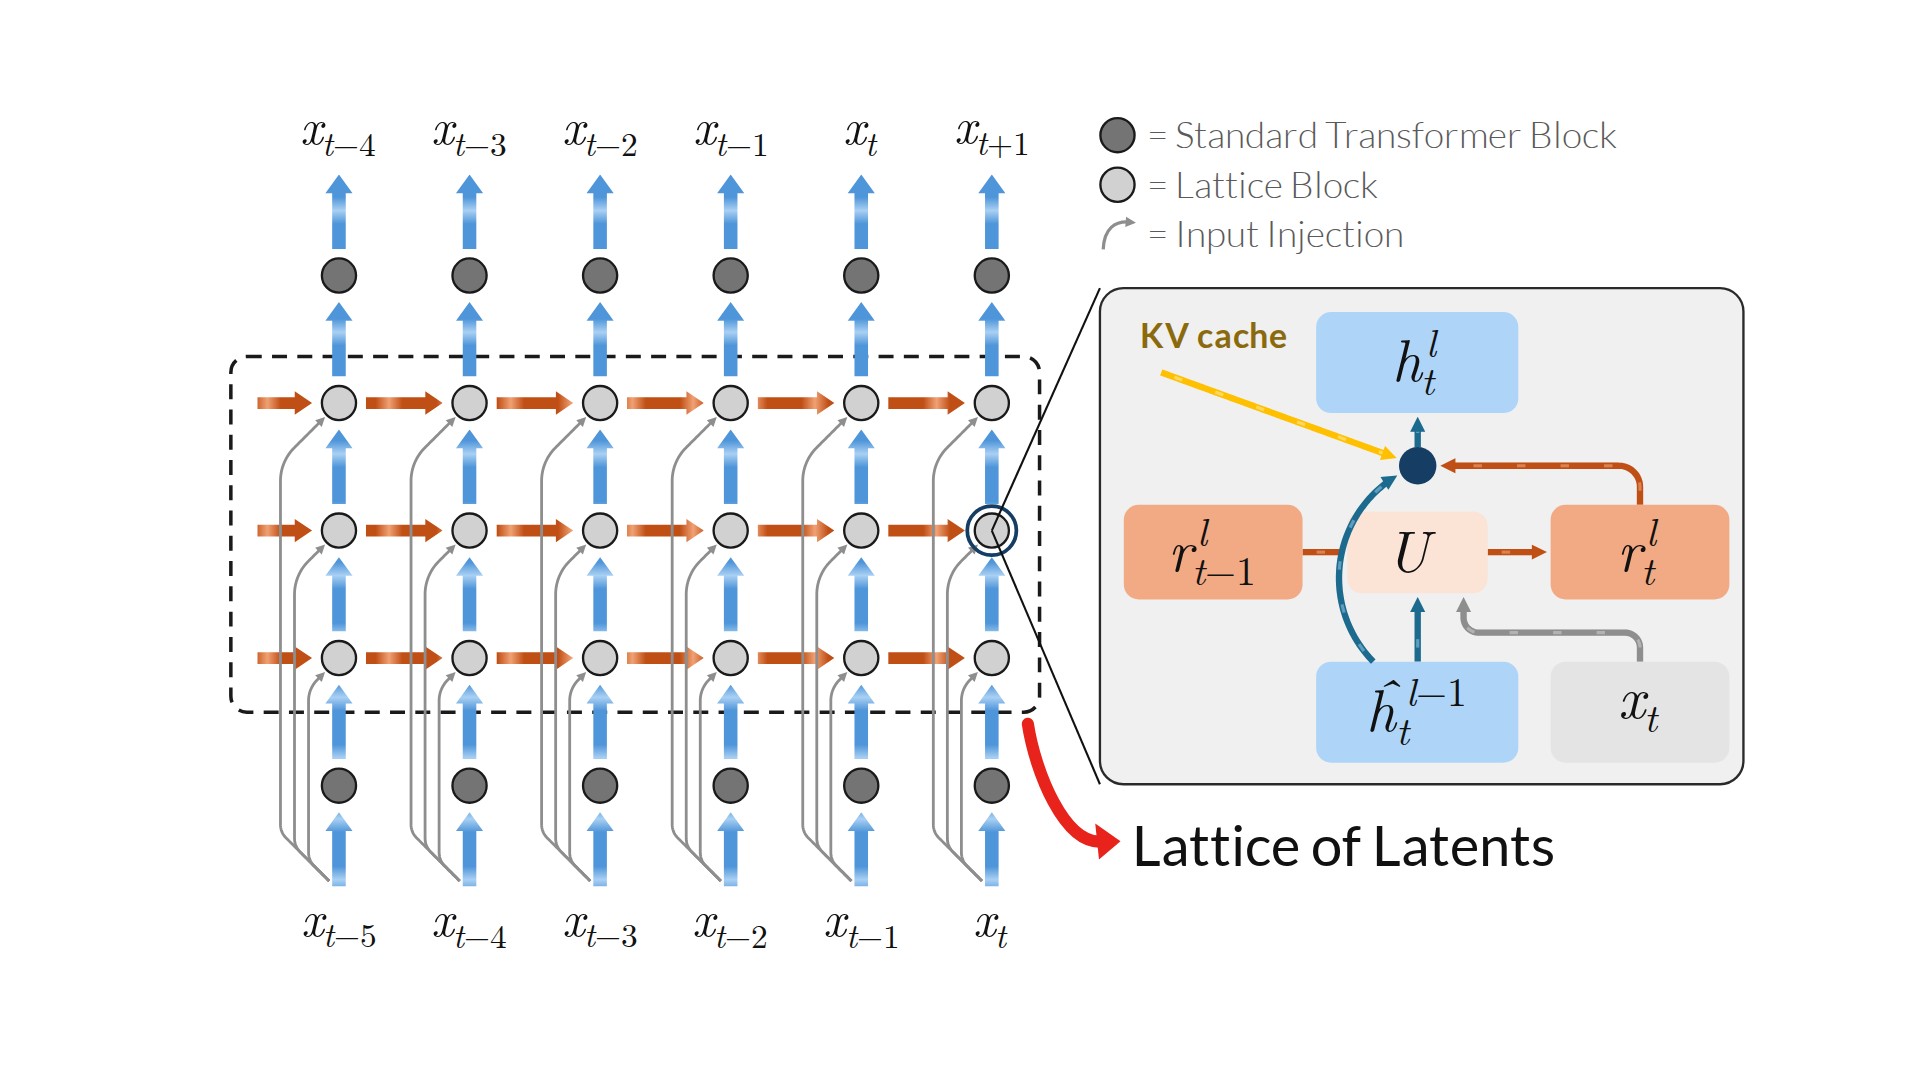 x_{t-4} x_{t-3} x_{t-2} x_{t-1} x_t x_{t+1}
= Standard Transformer Block
= Lattice Block
= Input Injection
KV cache
h_t^l
r_{t-1}^l U r_t^l
\hat{h}_t^{l-1} x_t
Lattice of Latents
x_{t-5} x_{t-4} x_{t-3} x_{t-2} x_{t-1} x_t